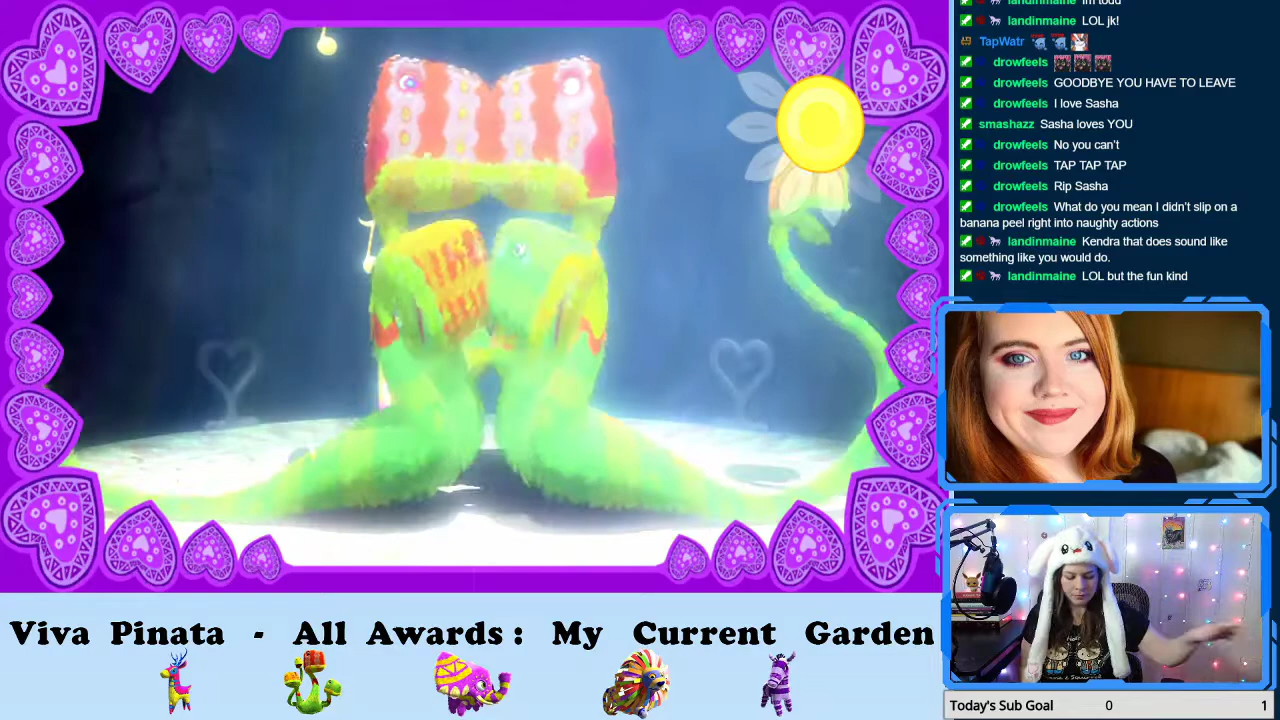 landinmaine Im todd
landinmaine LOL jk!
TapWatr
drowfeels
drowfeels GOODBYE YOU HAVE TO LEAVE
drowfeels I love Sasha
smashazz Sasha loves YOU
drowfeels No you can't
drowfeels TAP TAP TAP
drowfeels Rip Sasha
drowfeels What do you mean I didn't slip on a
banana peel right into naughty actions
landinmaine Kendra that does sound like
something like you would do.
landinmaine LOL but the fun kind
Viva Pinata - All Awards: My Current Garden
Today's Sub Goal 0 1